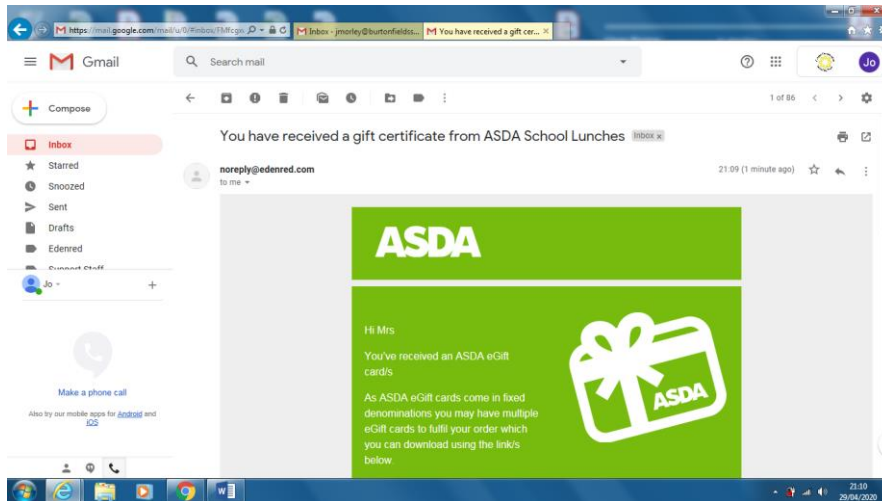 https://mail.google.com/mail/u/0/#inbox/
Inbox - jmorley@burtonfieldss...
You have received a gift cer...
Gmail
Search mail
Jo
Compose
1 of 86
Inbox
Starred
Snoozed
Sent
Drafts
Edenred
Support Staff
Jo
You have received a gift certificate from ASDA School Lunches Inbox x
noreply@edenred.com
21:09 (1 minute ago)
to me
ASDA
Hi Mrs
You've received an ASDA eGift
card/s
As ASDA eGift cards come in fixed
denominations you may have multiple
eGift cards to fulfil your order which
you can download using the link/s
below.
ASDA
Make a phone call
Also try our mobile apps for Android and
iOS
21:10
29/04/2020